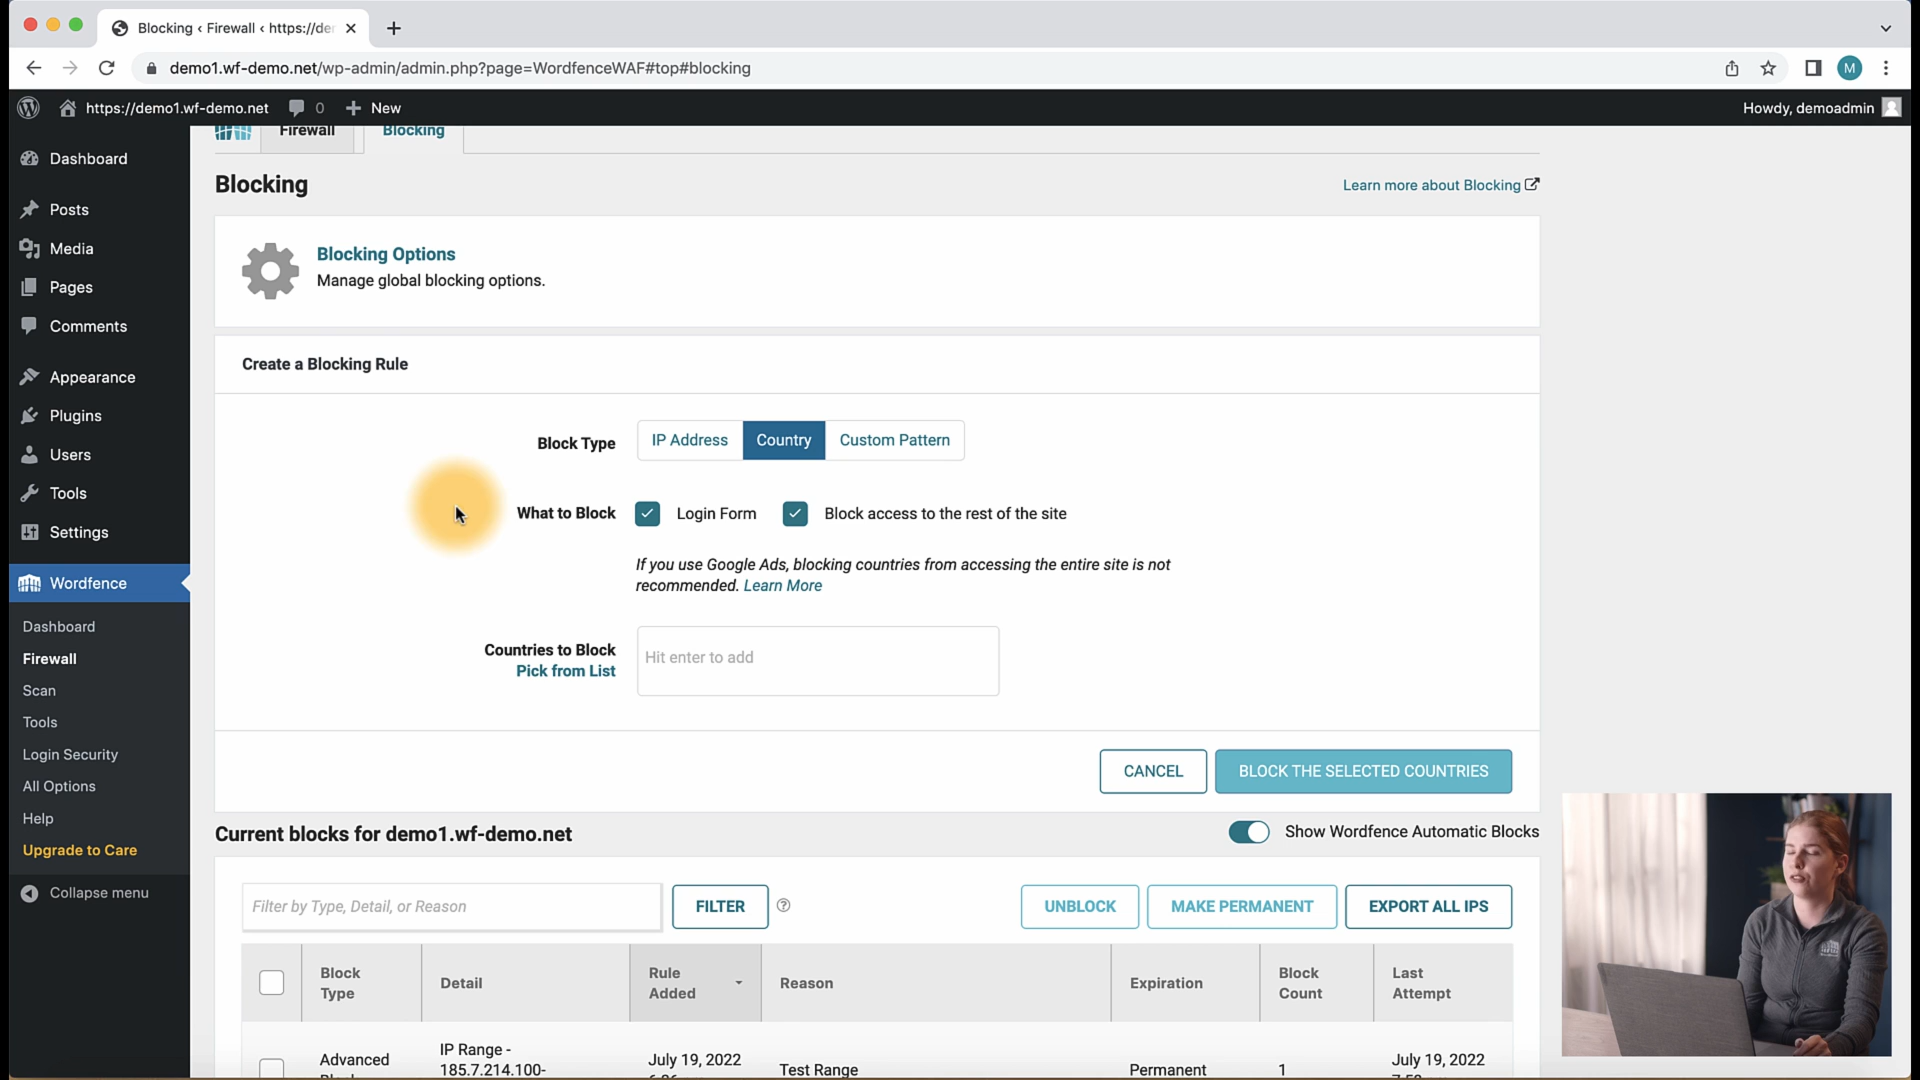 Blocking ‹ Firewall ‹ https://der
demo1.wf-demo.net/wp-admin/admin.php?page=WordfenceWAF#top#blocking
M
https://demo1.wf-demo.net 0 New
Howdy, demoadmin
Dashboard
Posts
Media
Pages
Comments
Appearance
Plugins
Users
Tools
Settings
Wordfence
Dashboard
Firewall
Scan
Tools
Login Security
All Options
Help
Upgrade to Care
Collapse menu
Firewall Blocking
Blocking
Learn more about Blocking
Blocking Options
Manage global blocking options.
Create a Blocking Rule
Block Type IP Address Country Custom Pattern
What to Block Login Form Block access to the rest of the site
If you use Google Ads, blocking countries from accessing the entire site is not
recommended. Learn More
Countries to Block
Pick from List
Hit enter to add
CANCEL BLOCK THE SELECTED COUNTRIES
Current blocks for demo1.wf-demo.net
Show Wordfence Automatic Blocks
Filter by Type, Detail, or Reason FILTER ? UNBLOCK MAKE PERMANENT EXPORT ALL IPS
Block
Type
Detail
Rule
Added
Reason
Expiration
Block
Count
Last
Attempt
Advanced
IP Range -
185.7.214.100-
July 19, 2022
Test Range
Permanent
1
July 19, 2022